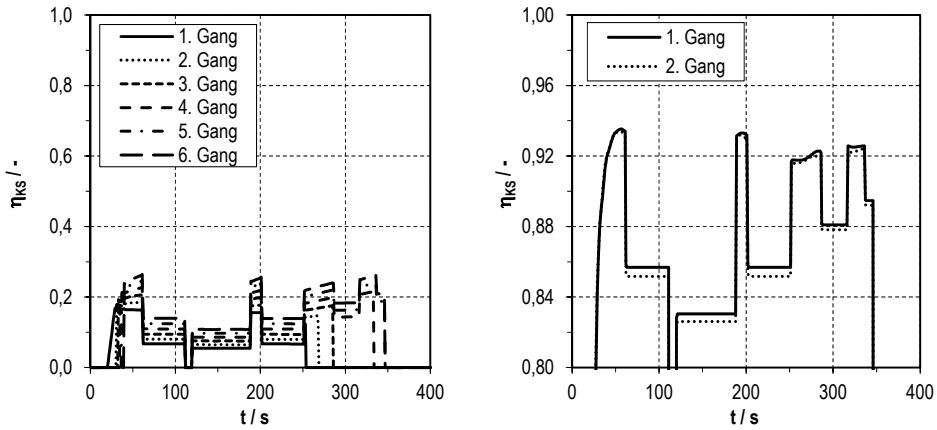 1,0
0,8
0,6
0,4
0,2
0,0
ηKS / -
1. Gang
2. Gang
3. Gang
4. Gang
5. Gang
6. Gang
0 100 200 300 400
t / s
1,00
0,96
0,92
0,88
0,84
0,80
ηKS / -
1. Gang
2. Gang
0 100 200 300 400
t / s